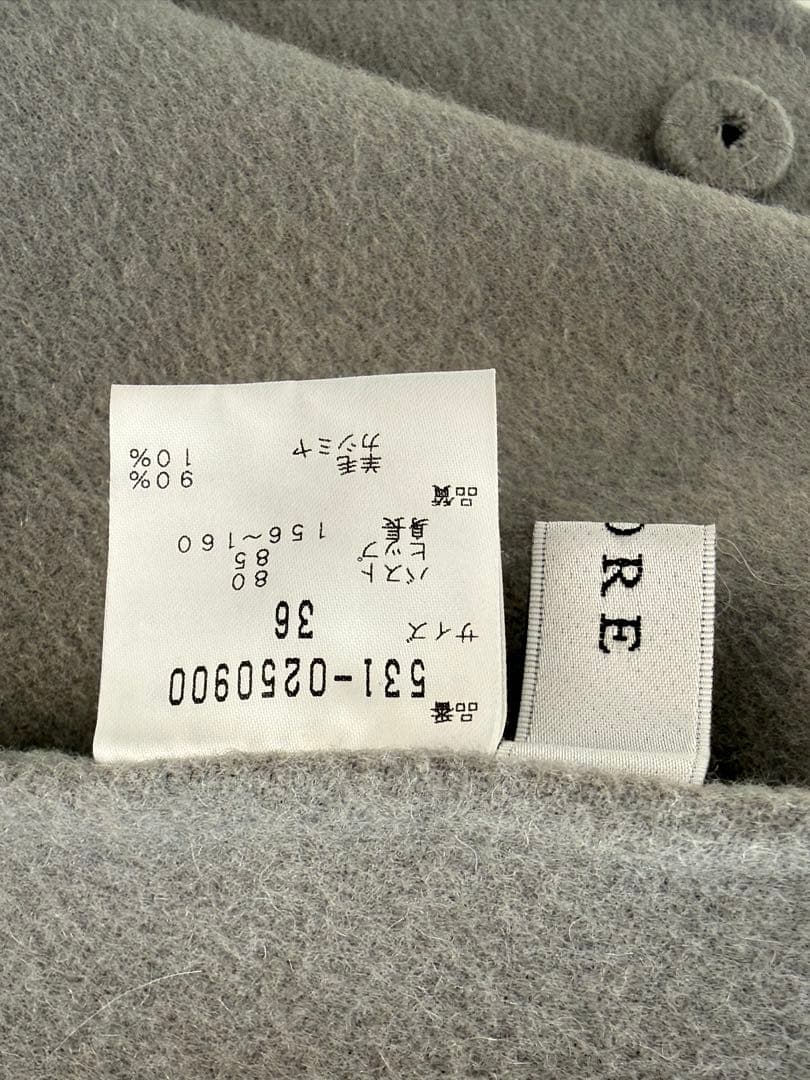 品番
531-0250900
サイズ 36
バスト 80
ヒップ 85
身長 156~160
品質
羊毛 90%
カシミヤ 10%
ORE